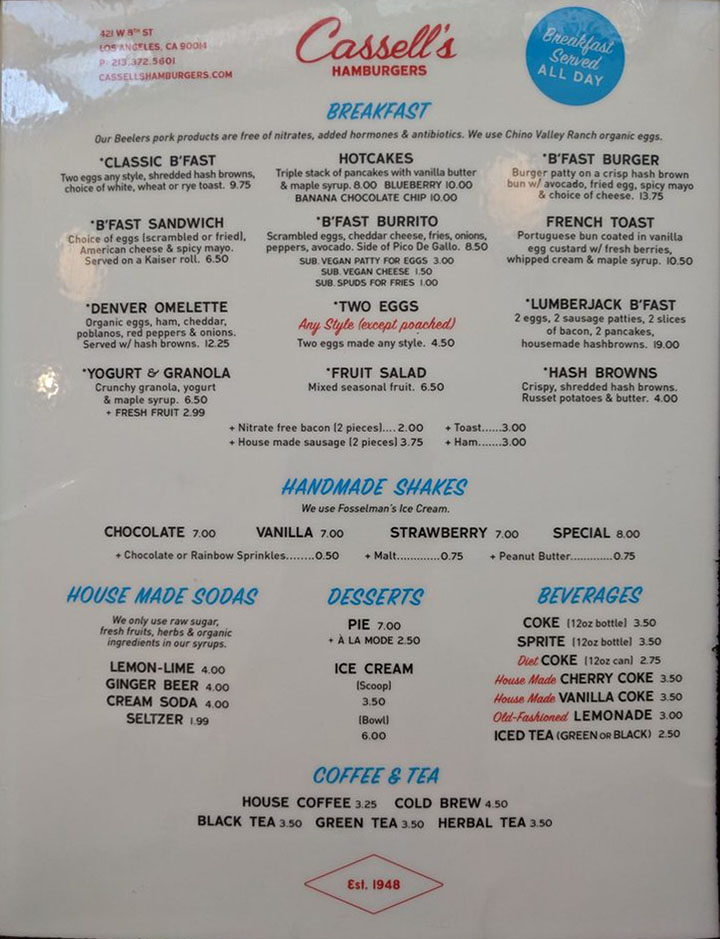 421 W 8TH ST
LOS ANGELES, CA 90014
P: 213.372.5601
CASSELLSHAMBURGERS.COM
Cassell's
HAMBURGERS
Breakfast
Served
ALL DAY
BREAKFAST
Our Beelers pork products are free of nitrates, added hormones & antibiotics. We use Chino Valley Ranch organic eggs.
*CLASSIC B'FAST
Two eggs any style, shredded hash browns,
choice of white, wheat or rye toast. 9.75
HOTCAKES
Triple stack of pancakes with vanilla butter
& maple syrup. 8.00 BLUEBERRY 10.00
BANANA CHOCOLATE CHIP 10.00
*B'FAST BURGER
Burger patty on a crisp hash brown
bun w/ avocado, fried egg, spicy mayo
& choice of cheese. 13.75
*B'FAST SANDWICH
Choice of eggs (scrambled or fried),
American cheese & spicy mayo.
Served on a Kaiser roll. 6.50
*B'FAST BURRITO
Scrambled eggs, cheddar cheese, fries, onions,
peppers, avocado. Side of Pico De Gallo. 8.50
SUB. VEGAN PATTY FOR EGGS 3.00
SUB. VEGAN CHEESE 1.50
SUB. SPUDS FOR FRIES 1.00
FRENCH TOAST
Portuguese bun coated in vanilla
egg custard w/ fresh berries,
whipped cream & maple syrup. 10.50
*DENVER OMELETTE
Organic eggs, ham, cheddar,
poblanos, red peppers & onions.
Served w/ hash browns. 12.25
*TWO EGGS
Any Style (except poached)
Two eggs made any style. 4.50
*LUMBERJACK B'FAST
2 eggs, 2 sausage patties, 2 slices
of bacon, 2 pancakes,
housemade hashbrowns. 19.00
*YOGURT & GRANOLA
Crunchy granola, yogurt
& maple syrup. 6.50
+ FRESH FRUIT 2.99
*FRUIT SALAD
Mixed seasonal fruit. 6.50
*HASH BROWNS
Crispy, shredded hash browns.
Russet potatoes & butter. 4.00
+ Nitrate free bacon (2 pieces).... 2.00 + Toast......3.00
+ House made sausage (2 pieces) 3.75 + Ham.......3.00
HANDMADE SHAKES
We use Fosselman's Ice Cream.
CHOCOLATE 7.00 VANILLA 7.00 STRAWBERRY 7.00 SPECIAL 8.00
+ Chocolate or Rainbow Sprinkles........0.50 + Malt.............0.75 + Peanut Butter.............0.75
HOUSE MADE SODAS
We only use raw sugar,
fresh fruits, herbs & organic
ingredients in our syrups.
LEMON-LIME 4.00
GINGER BEER 4.00
CREAM SODA 4.00
SELTZER 1.99
DESSERTS
PIE 7.00
+ À LA MODE 2.50
ICE CREAM
(Scoop)
3.50
(Bowl)
6.00
BEVERAGES
COKE (12oz bottle) 3.50
SPRITE (12oz bottle) 3.50
Diet COKE (12oz can) 2.75
House Made CHERRY COKE 3.50
House Made VANILLA COKE 3.50
Old-Fashioned LEMONADE 3.00
ICED TEA (GREEN OR BLACK) 2.50
COFFEE & TEA
HOUSE COFFEE 3.25 COLD BREW 4.50
BLACK TEA 3.50 GREEN TEA 3.50 HERBAL TEA 3.50
Est. 1948